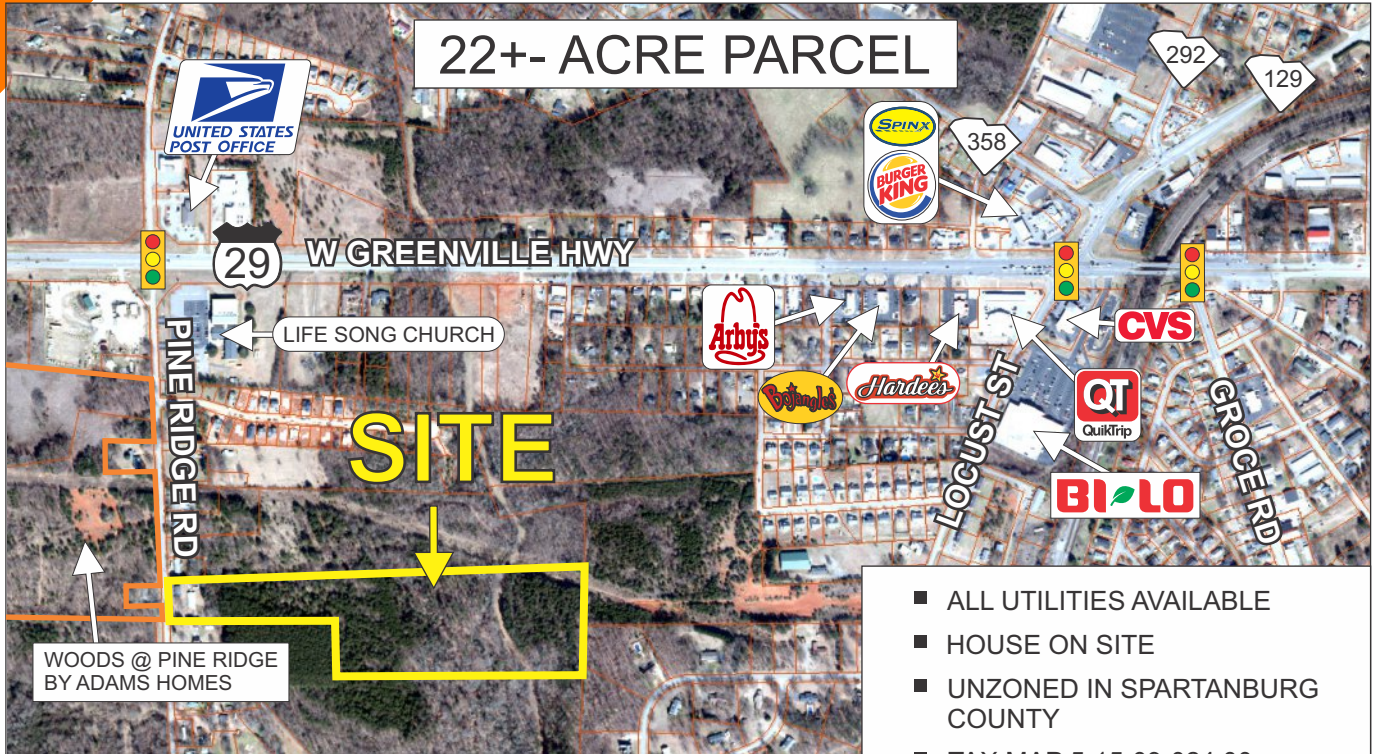 22+- ACRE PARCEL
292
129
UNITED STATES
POST OFFICE
SPINX
BURGER
KING
358
29
W GREENVILLE HWY
LIFE SONG CHURCH
Arby's
Bojangles'
Hardee's
CVS
QT
QuikTrip
BI-LO
PINE RIDGE RD
LOCUST ST
GROCE RD
SITE
WOODS @ PINE RIDGE
BY ADAMS HOMES
■ ALL UTILITIES AVAILABLE
■ HOUSE ON SITE
■ UNZONED IN SPARTANBURG
COUNTY